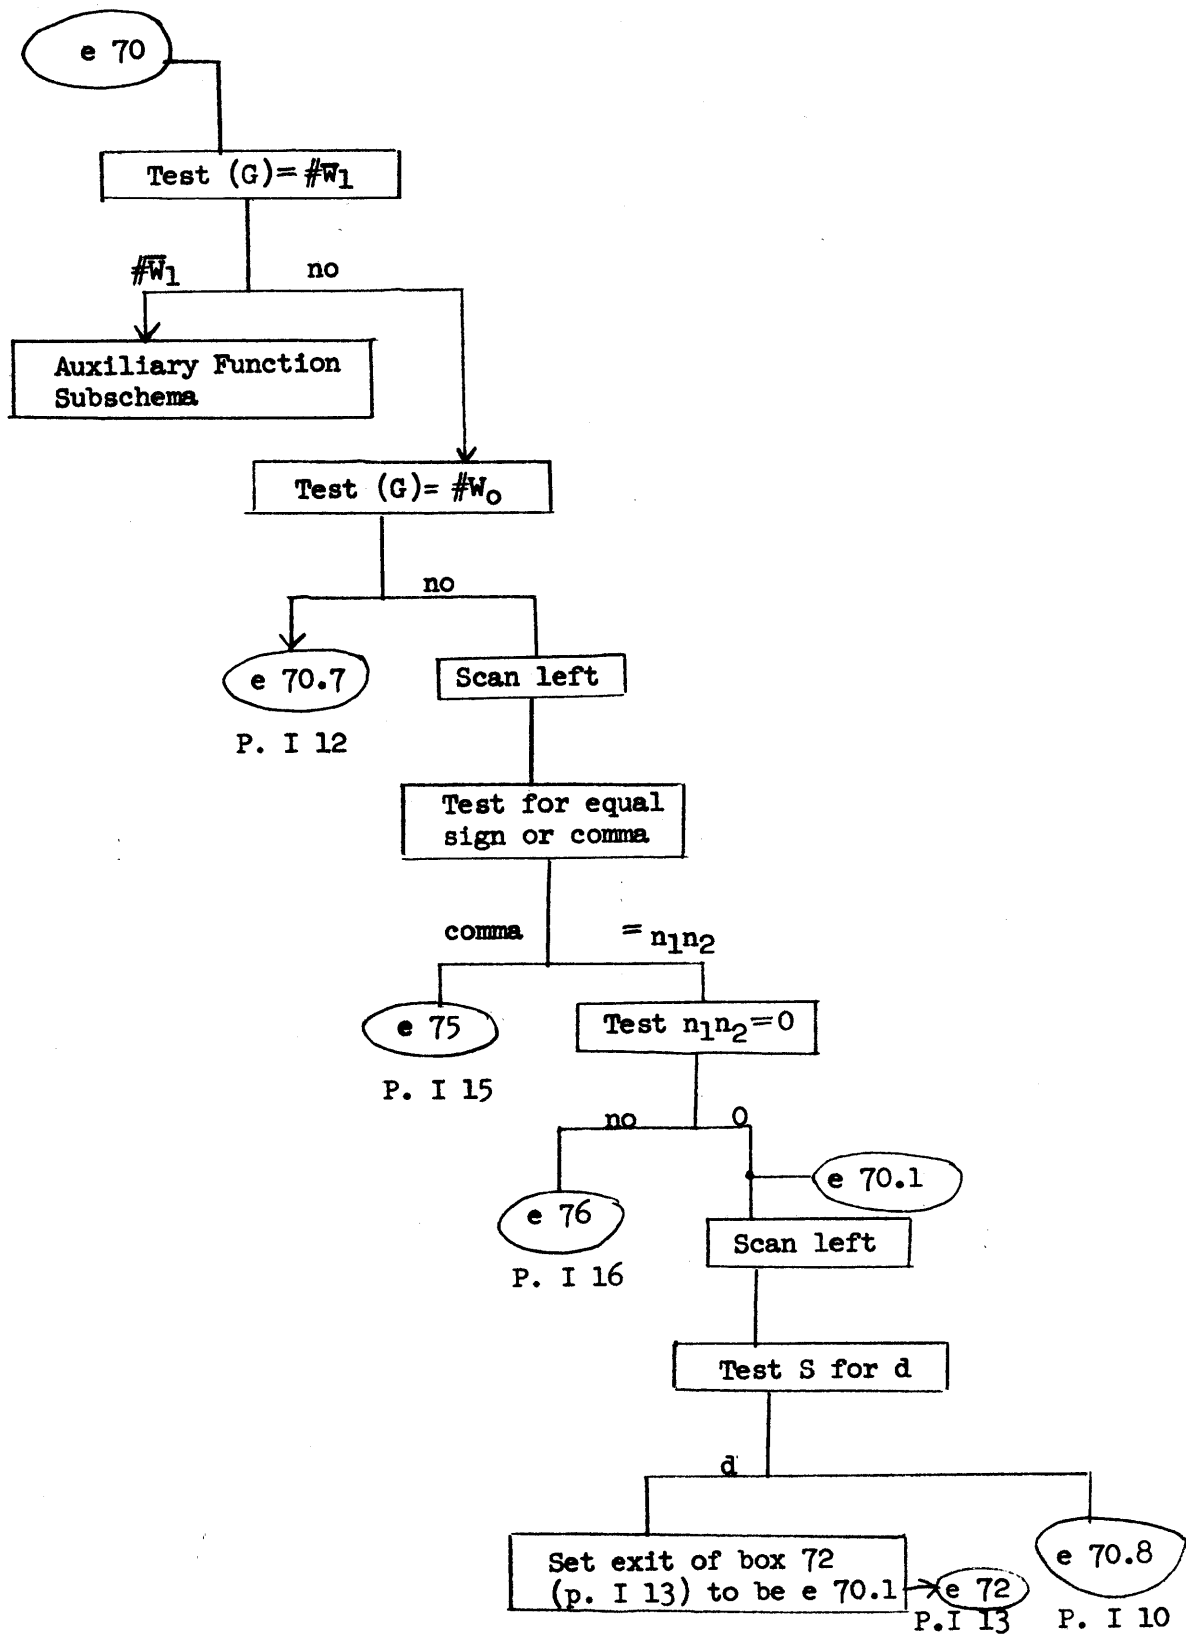 e 70
Test (G)= #W̅1
#W̅1 no
Auxiliary Function
Subschema
Test (G)= #Wo
no
e 70.7
Scan left
P. I 12
Test for equal
sign or comma
comma = n1n2
e 75
Test n1n2=0
P. I 15
no 0
e 70.1
e 76
Scan left
P. I 16
Test S for d
d
Set exit of box 72
(p. I 13) to be e 70.1
e 72
P.I 13
e 70.8
P. I 10